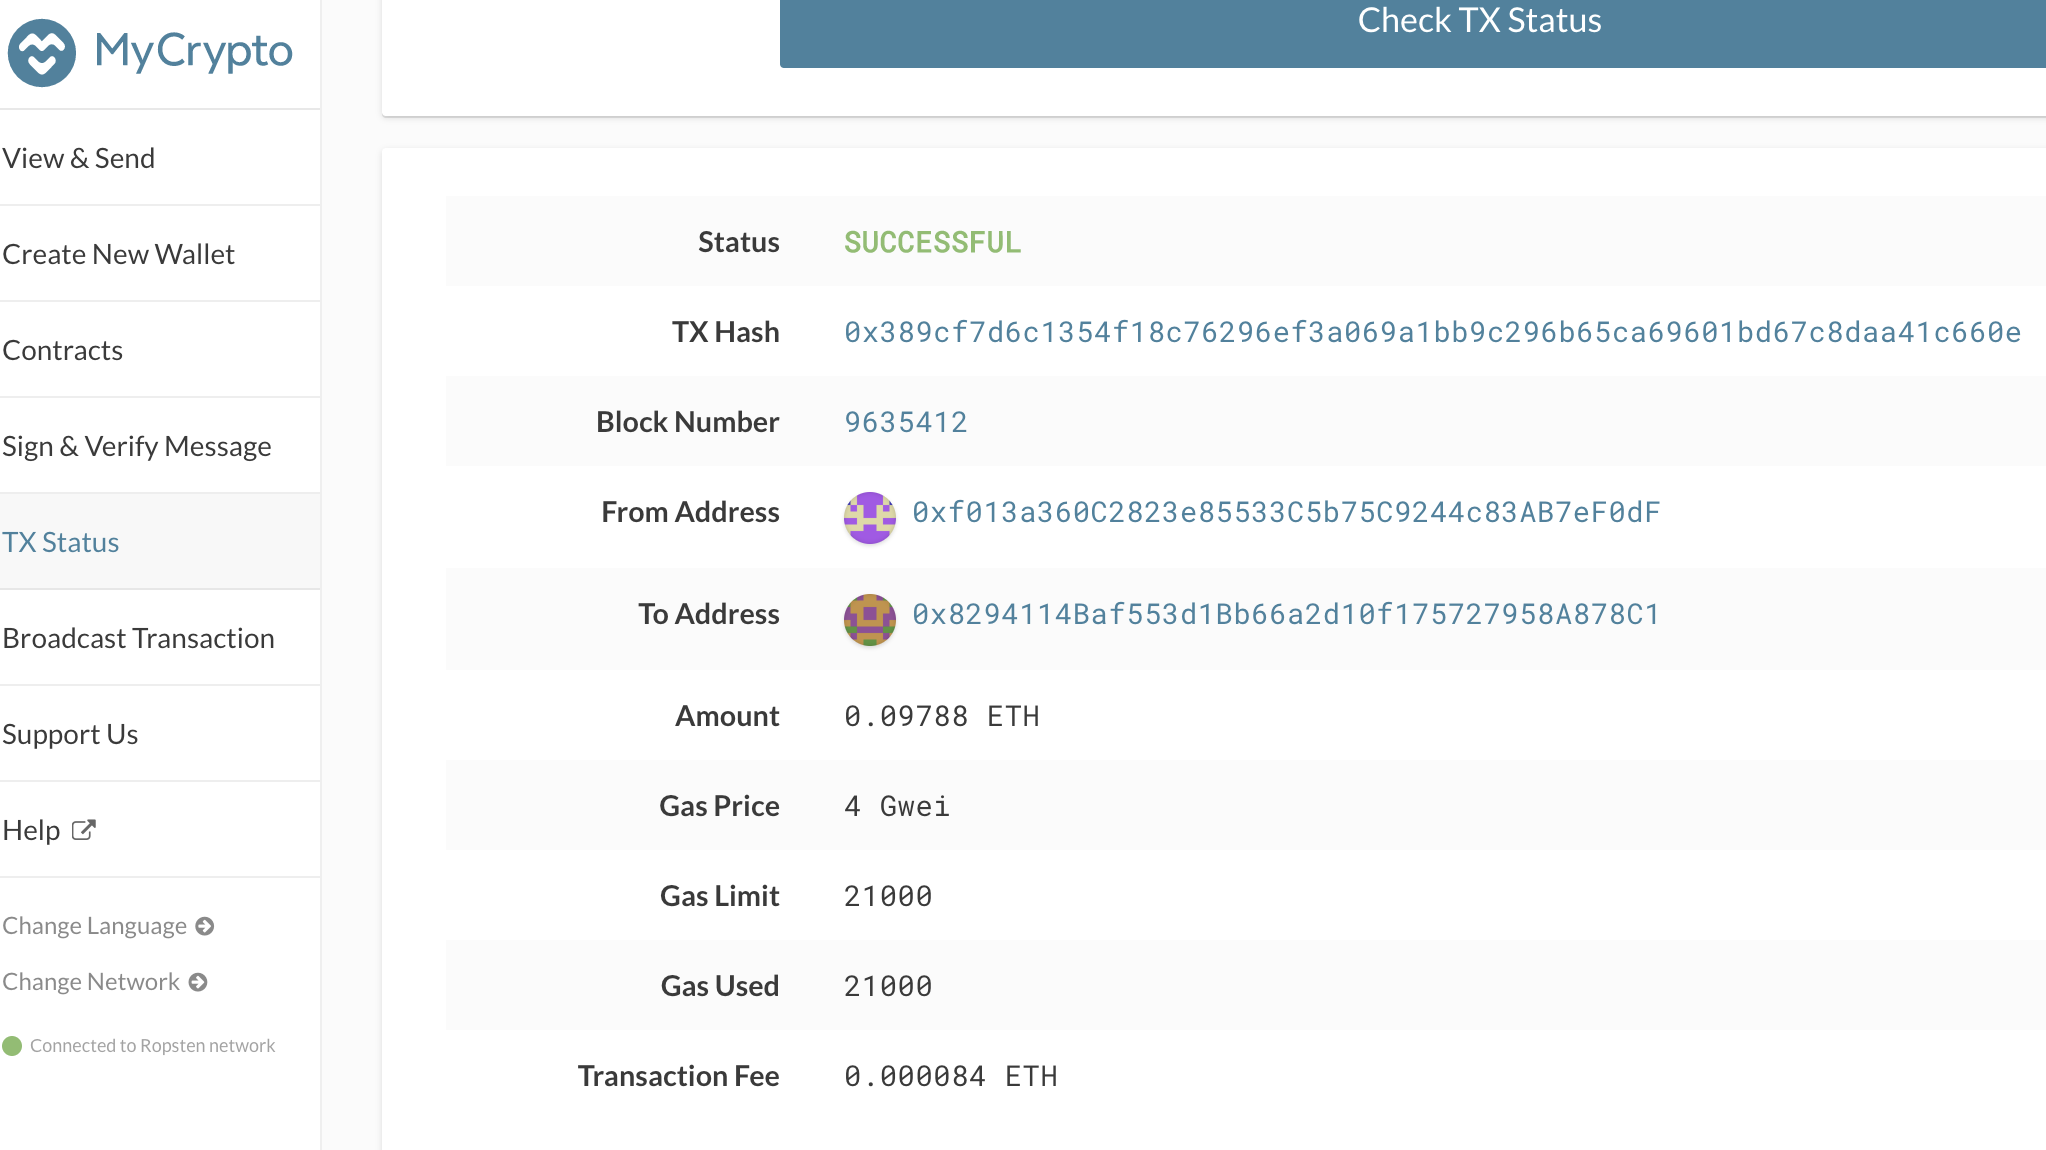 MyCrypto
View & Send
Create New Wallet
Contracts
Sign & Verify Message
TX Status
Broadcast Transaction
Support Us
Help
Change Language
Change Network
Connected to Ropsten network
Check TX Status
Status SUCCESSFUL
TX Hash 0x389cf7d6c1354f18c76296ef3a069a1bb9c296b65ca69601bd67c8daa41c660e
Block Number 9635412
From Address 0xf013a360C2823e85533C5b75C9244c83AB7eF0dF
To Address 0x8294114Baf553d1Bb66a2d10f175727958A878C1
Amount 0.09788 ETH
Gas Price 4 Gwei
Gas Limit 21000
Gas Used 21000
Transaction Fee 0.000084 ETH